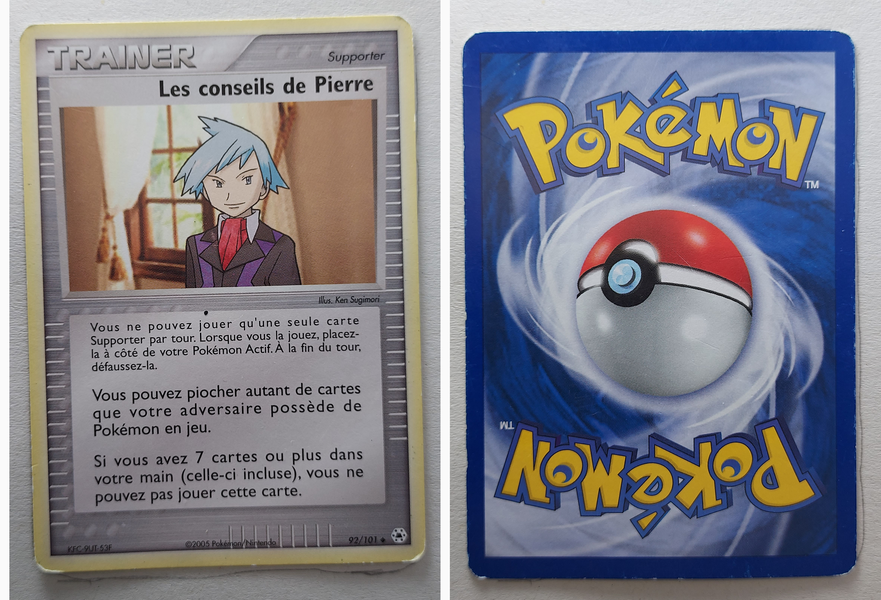 TRAINER
Supporter
Les conseils de Pierre
Illus. Ken Sugimori
Vous ne pouvez jouer qu'une seule carte
Supporter par tour. Lorsque vous la jouez, placez-
la à côté de votre Pokémon Actif. À la fin du tour,
défaussez-la.
Vous pouvez piocher autant de cartes
que votre adversaire possède de
Pokémon en jeu.
Si vous avez 7 cartes ou plus dans
votre main (celle-ci incluse), vous ne
pouvez pas jouer cette carte.
KFC-9UT-53F
©2005 Pokémon/Nintendo
92/101
POKéMON
TM
TM
POKéMON